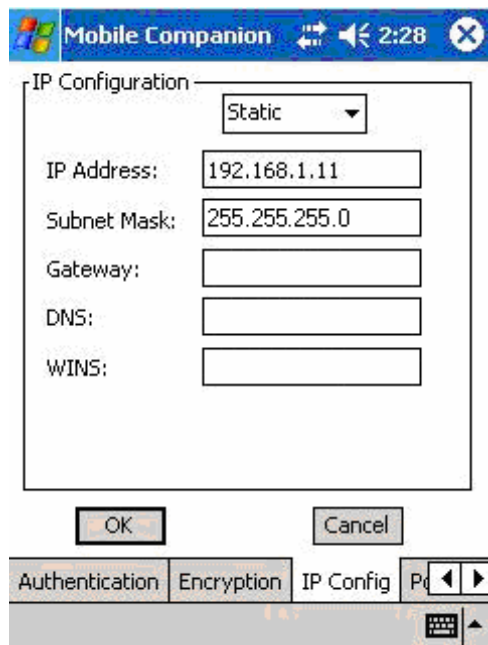 Mobile Companion 2:28
IP Configuration
Static
IP Address: 192.168.1.11
Subnet Mask: 255.255.255.0
Gateway:
DNS:
WINS:
OK Cancel
Authentication Encryption IP Config